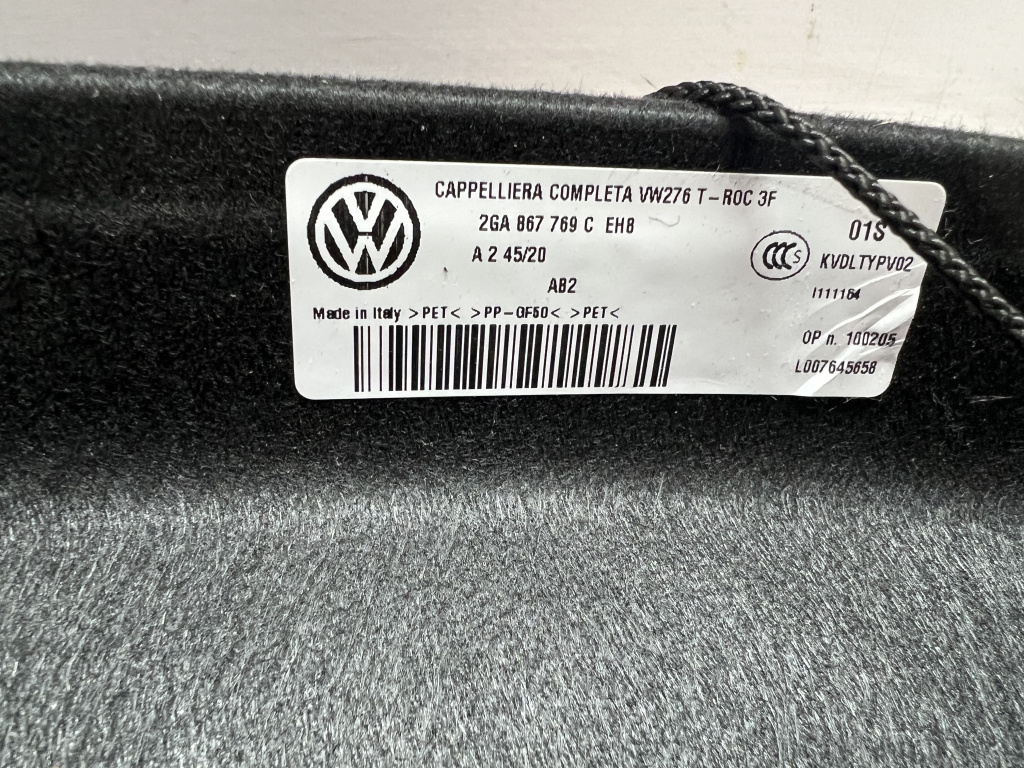 CAPPELLIERA COMPLETA VW276 T-ROC 3F
2GA 867 769 C EH8
A 2 45/20
AB2
Made in Italy >PET< >PP-GF50< >PET<
01S
CCC S
KVDLTYPV02
I111164
OP n. 100205
L007645658